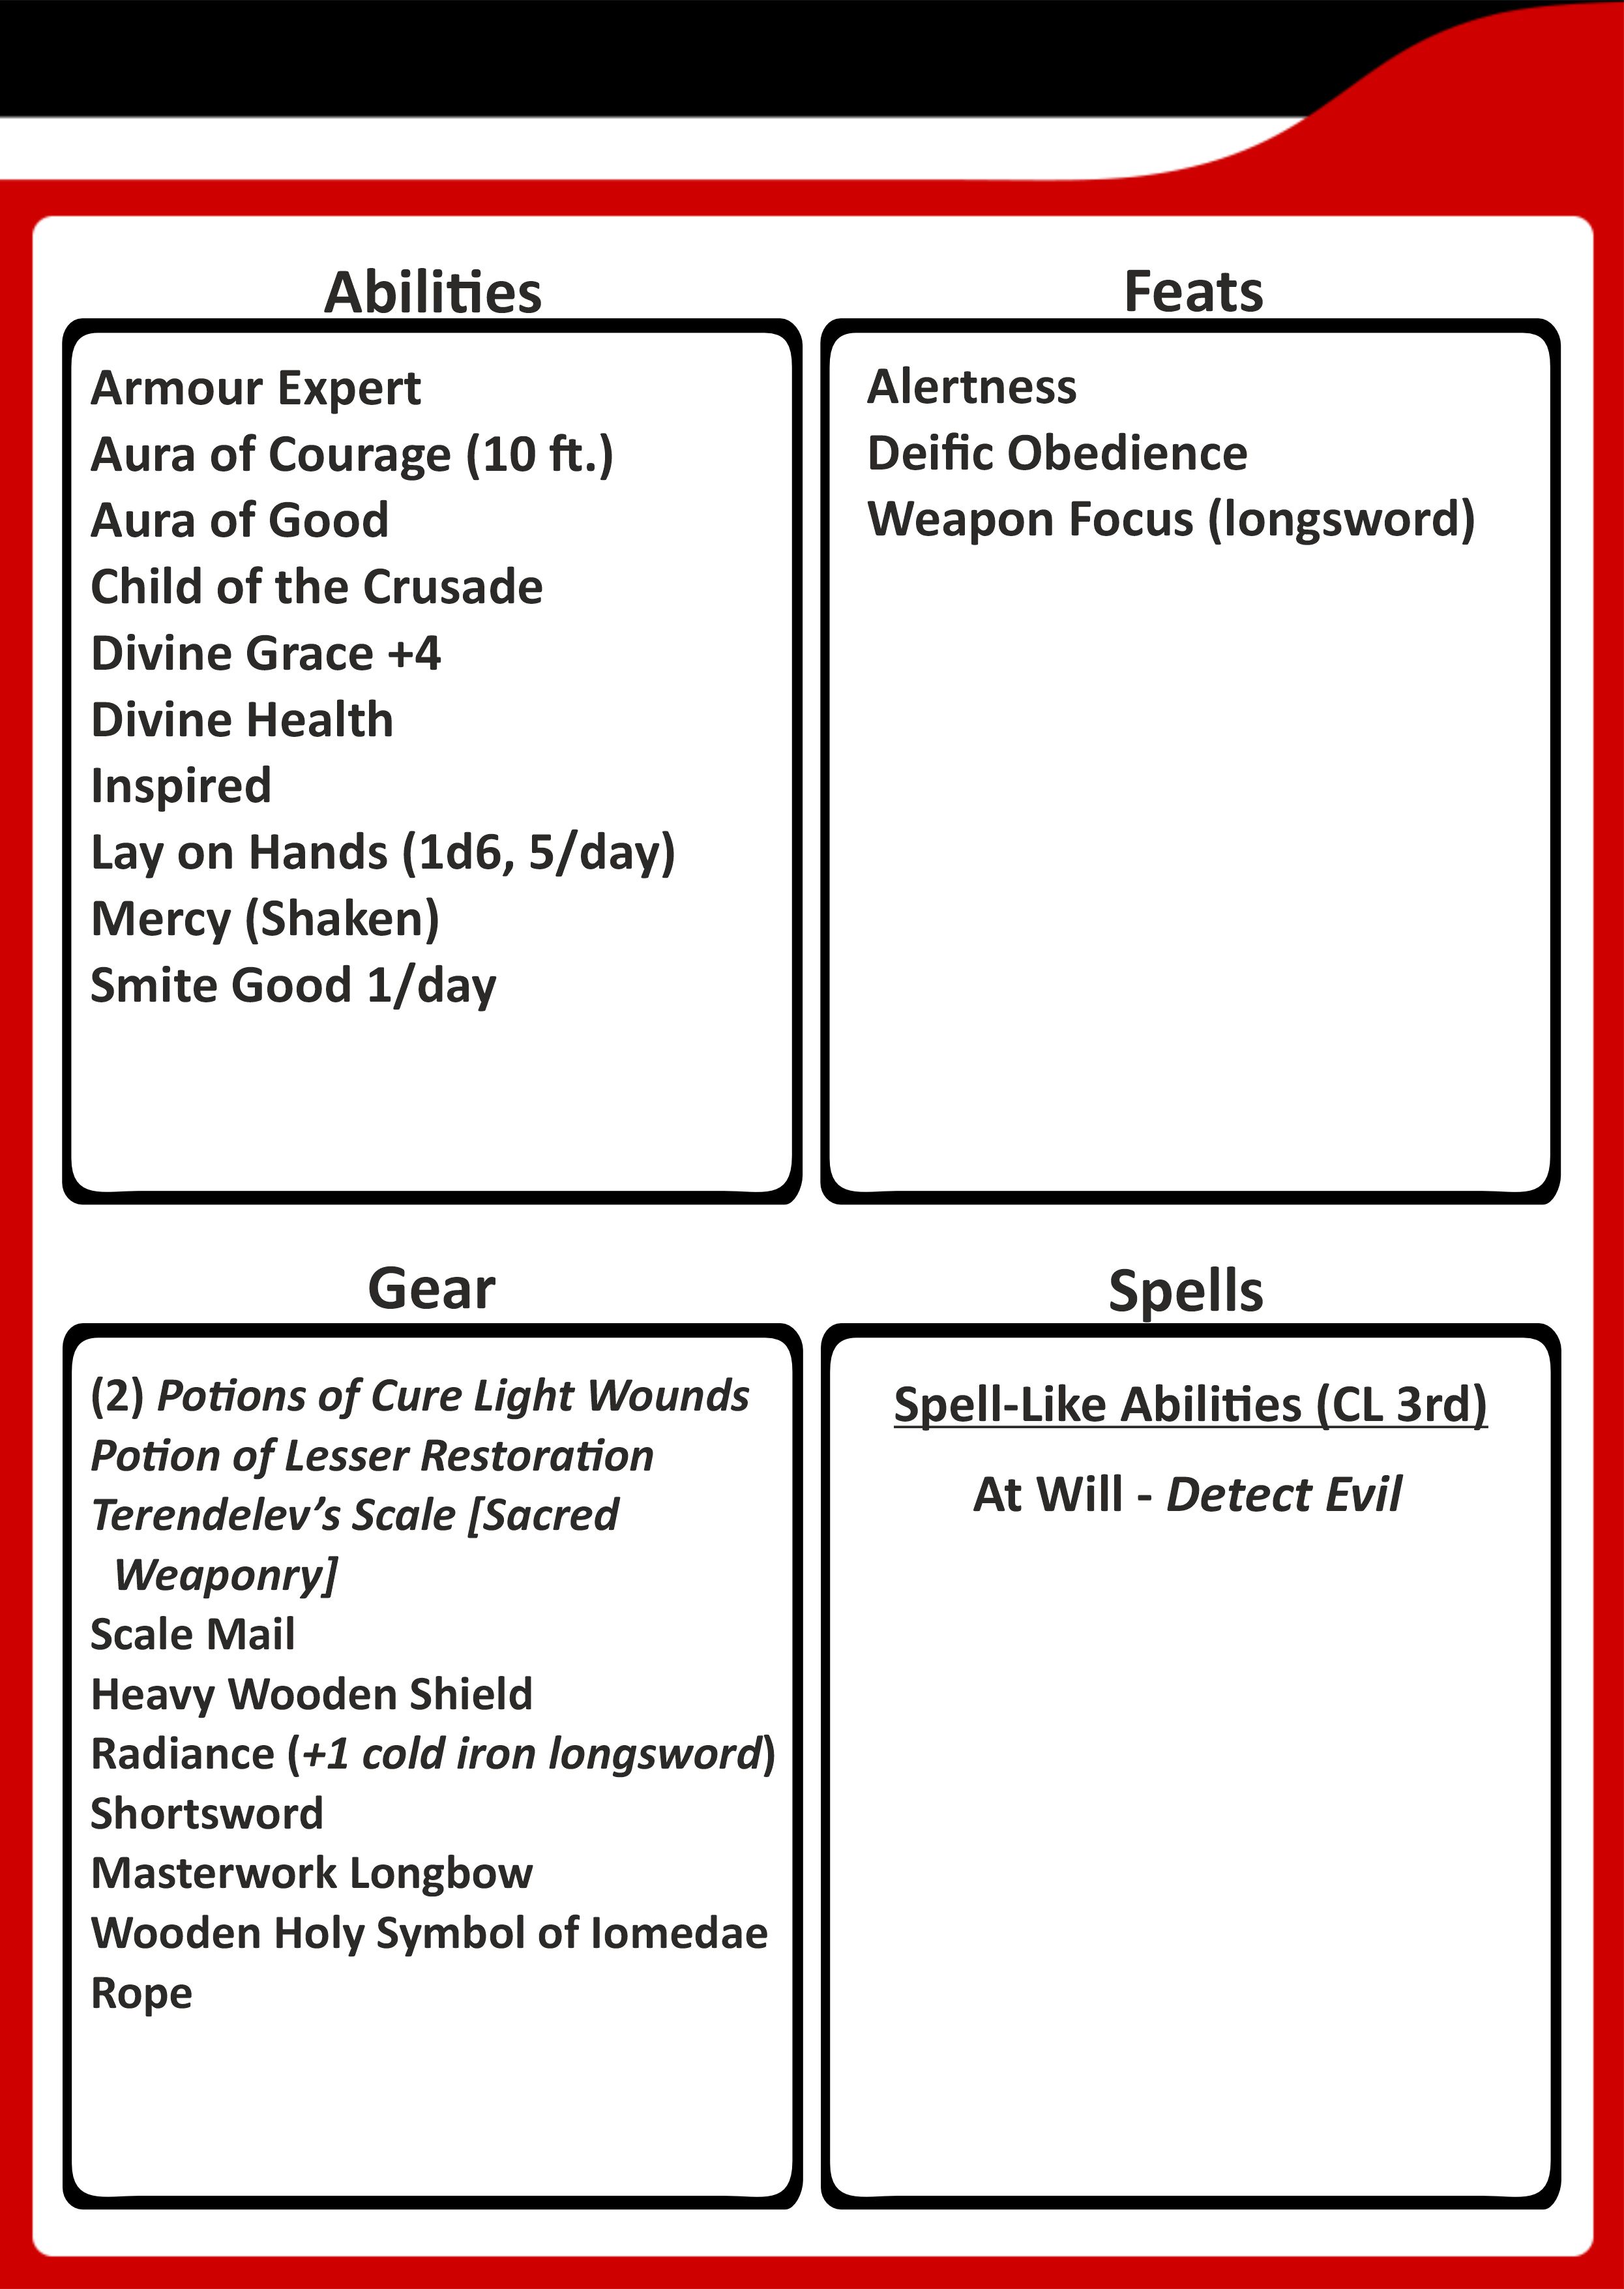 Abilities
Armour Expert
Aura of Courage (10 ft.)
Aura of Good
Child of the Crusade
Divine Grace +4
Divine Health
Inspired
Lay on Hands (1d6, 5/day)
Mercy (Shaken)
Smite Good 1/day
Feats
Alertness
Deific Obedience
Weapon Focus (longsword)
Gear
(2) Potions of Cure Light Wounds
Potion of Lesser Restoration
Terendelev’s Scale [Sacred
Weaponry]
Scale Mail
Heavy Wooden Shield
Radiance (+1 cold iron longsword)
Shortsword
Masterwork Longbow
Wooden Holy Symbol of Iomedae
Rope
Spells
Spell-Like Abilities (CL 3rd)
At Will - Detect Evil